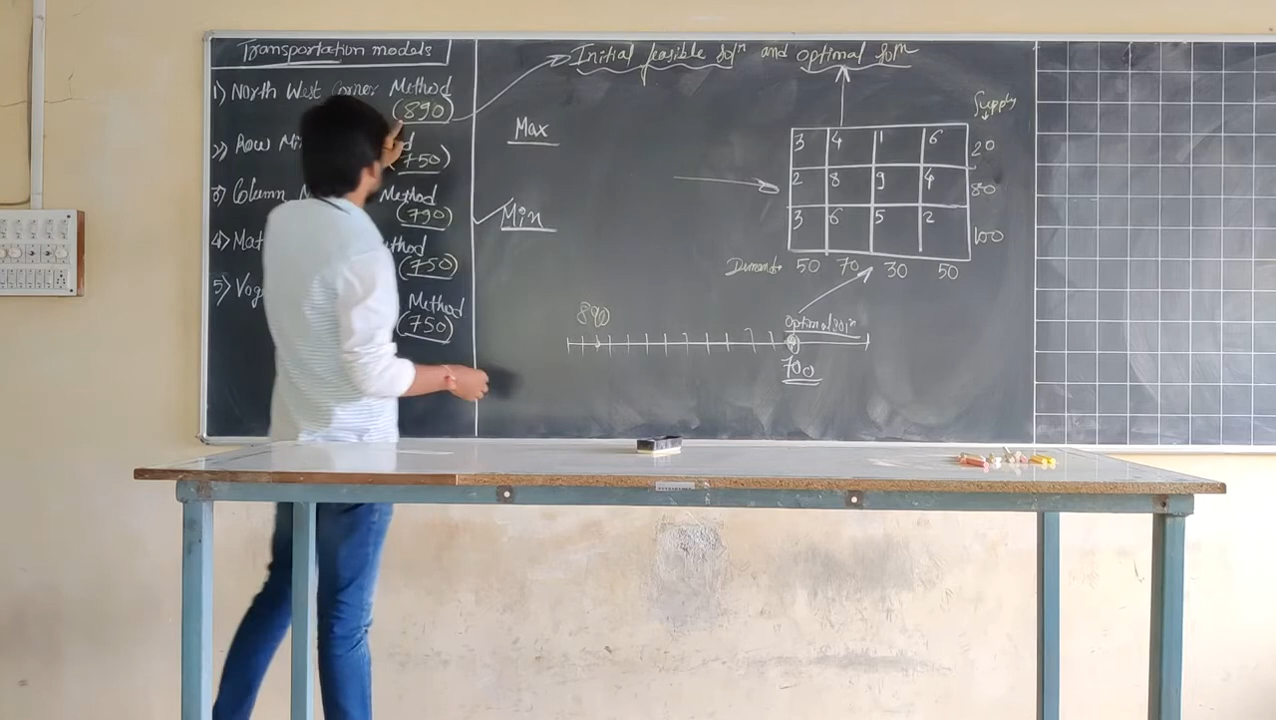 Transportation models
1) North West Corner Method
(890)
2) Row Mi
(750)
3) Column Method
(790)
4) Mat thod
(750)
5) Vog Method
(750)
Initial feasible solⁿ and optimal solⁿ
Max
Min
Supply
3 4 1 6 20
2 8 9 4 80
3 6 5 2 100
Demand 50 70 30 50
890
Optimal solⁿ
700